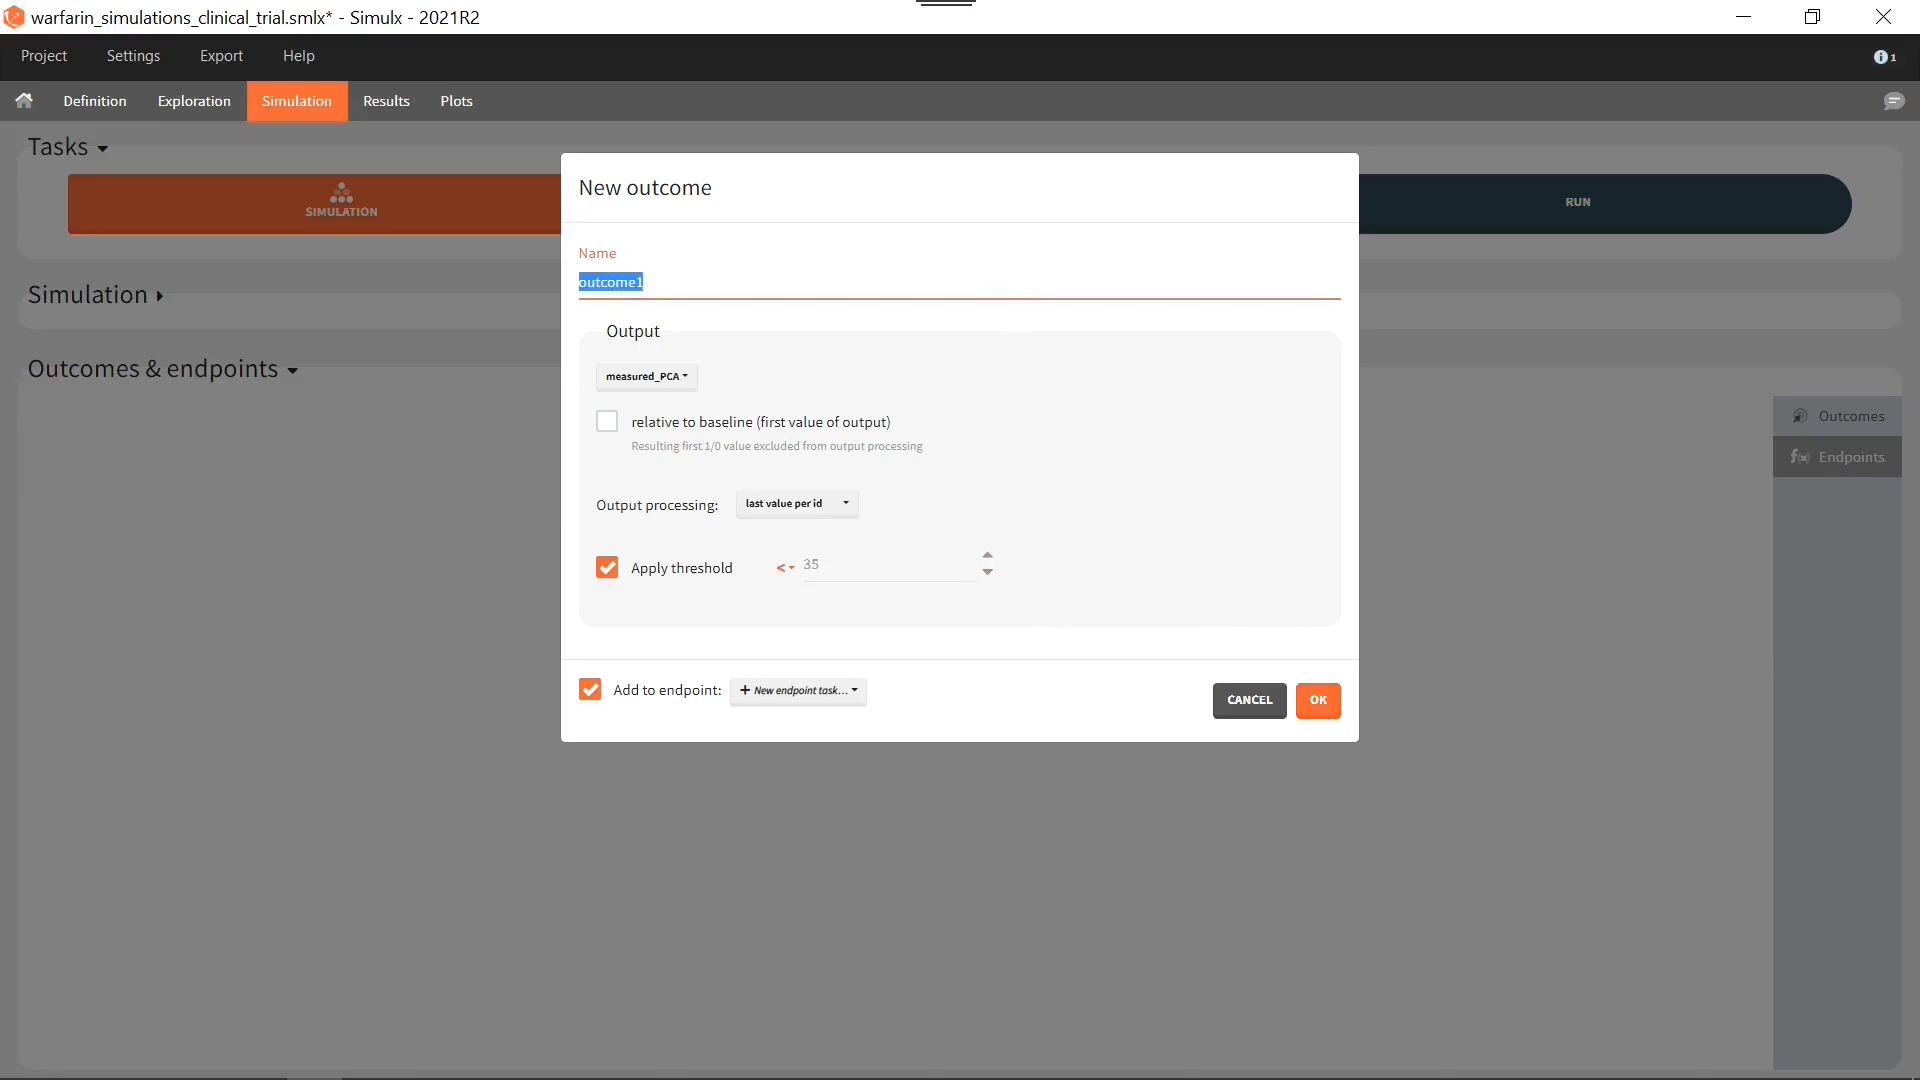 warfarin_simulations_clinical_trial.smlx* - Simulx - 2021R2
Project Settings Export Help 1
Definition Exploration Simulation Results Plots
Tasks
SIMULATION
RUN
Simulation
Outcomes & endpoints
Outcomes
Endpoints
New outcome
Name
outcome1
Output
measured_PCA
relative to baseline (first value of output)
Resulting first 1/0 value excluded from output processing
Output processing: last value per id
Apply threshold < 35
Add to endpoint: + New endpoint task...
CANCEL OK